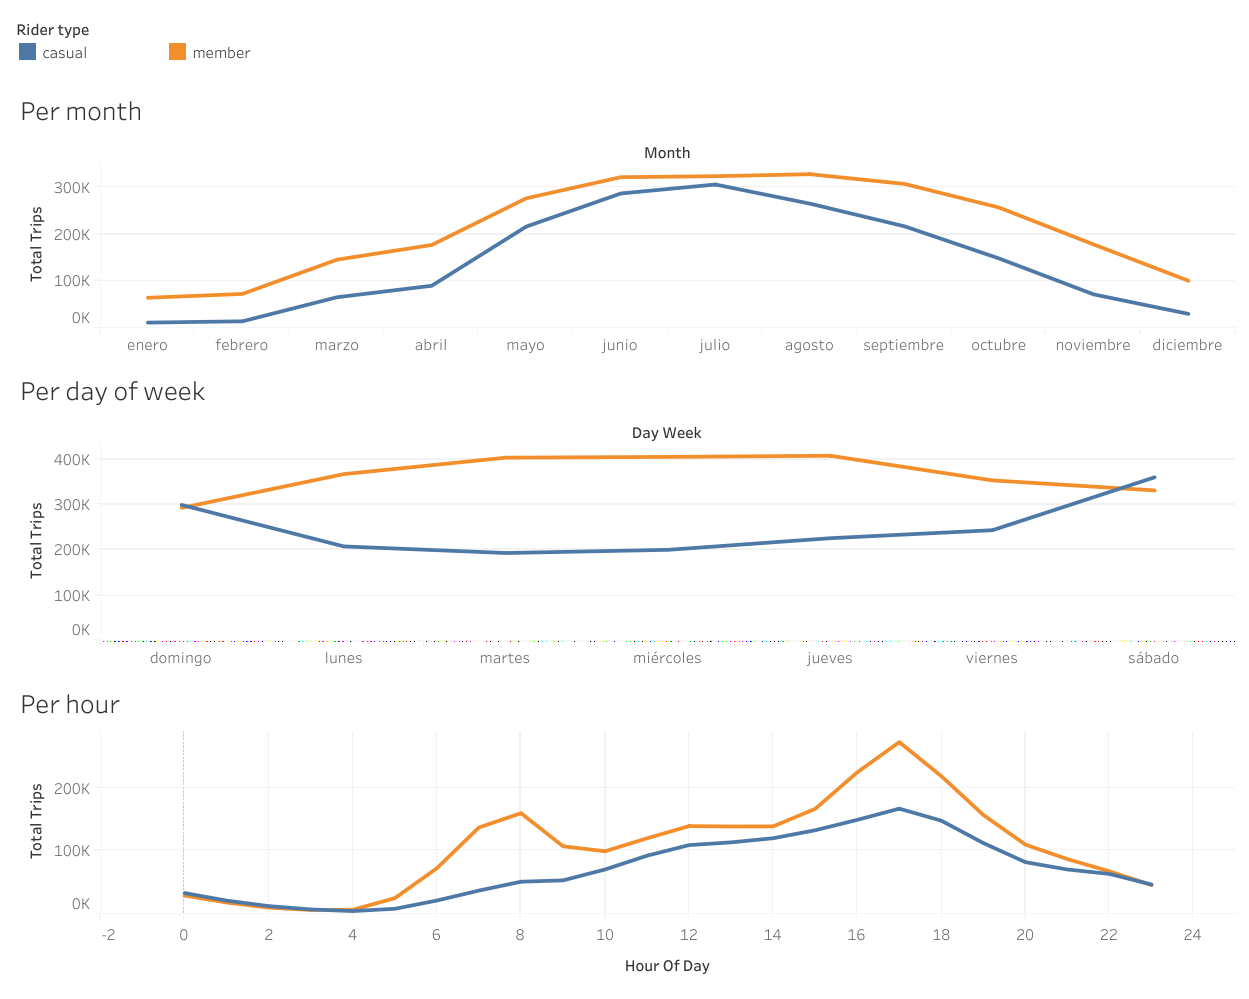 Rider type
casual member
Per month
Month
Total Trips
300K
200K
100K
0K
enero febrero marzo abril mayo junio julio agosto septiembre octubre noviembre diciembre
Per day of week
Day Week
Total Trips
400K
300K
200K
100K
0K
domingo lunes martes miércoles jueves viernes sábado
Per hour
Total Trips
200K
100K
0K
-2 0 2 4 6 8 10 12 14 16 18 20 22 24
Hour Of Day